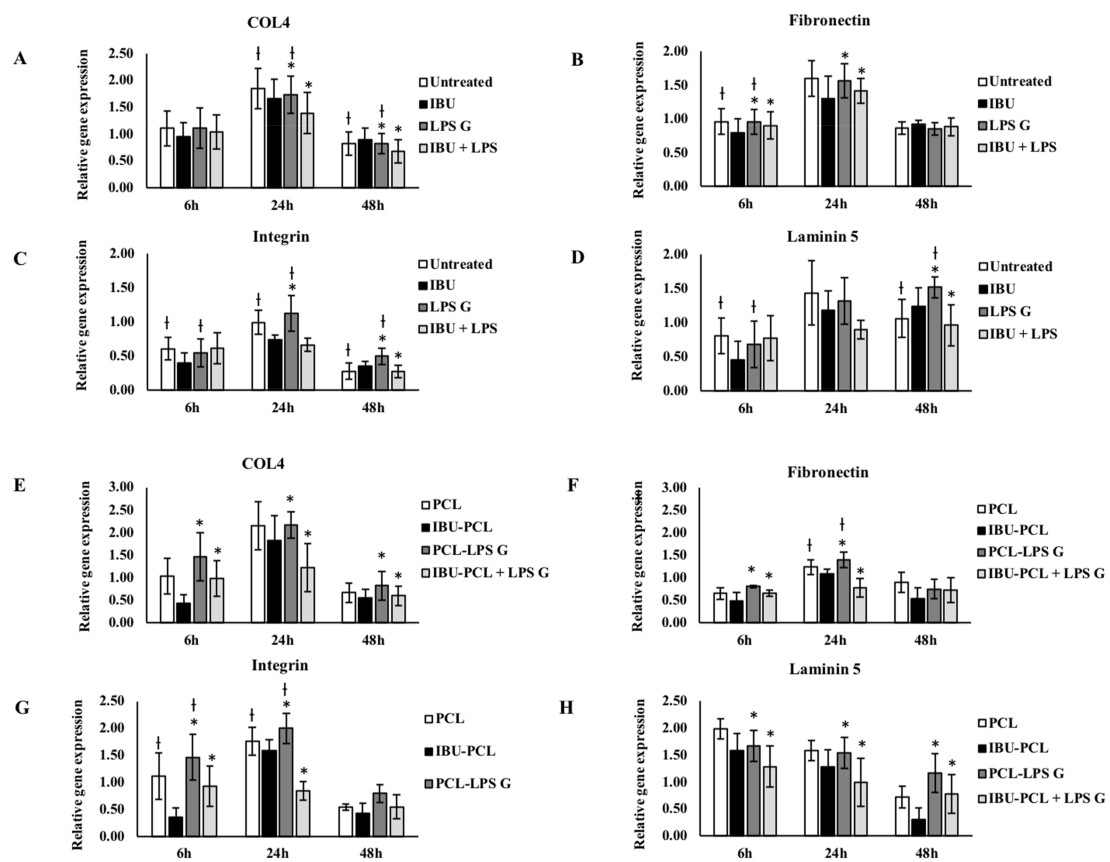 COL4
A
Relative gene expression
2.50
2.00
1.50
1.00
0.50
0.00
ƚ
ƚ
*
*
ƚ
ƚ
*
*
6h 24h 48h
Untreated
IBU
LPS G
IBU + LPS
Fibronectin
B
Relative gene eexpression
2.00
1.50
1.00
0.50
0.00
ƚ
ƚ
*
*
*
*
6h 24h 48h
Untreated
IBU
LPS G
IBU + LPS
Integrin
C
Relative gene expression
2.00
1.50
1.00
0.50
0.00
ƚ
ƚ
ƚ
ƚ
*
ƚ
ƚ
*
*
6h 24h 48h
Untreated
IBU
LPS G
IBU + LPS
Laminin 5
D
Relative gene expression
2.00
1.50
1.00
0.50
0.00
ƚ
ƚ
ƚ
ƚ
*
*
6h 24h 48h
Untreated
IBU
LPS G
IBU + LPS
COL4
E
Relative gene expression
3.00
2.50
2.00
1.50
1.00
0.50
0.00
*
*
*
*
*
*
6h 24h 48h
PCL
IBU-PCL
PCL-LPS G
IBU-PCL + LPS G
Fibronectin
F
Relative gene expression
3.00
2.50
2.00
1.50
1.00
0.50
0.00
*
*
ƚ
ƚ
*
*
6h 24h 48h
PCL
IBU-PCL
PCL-LPS G
IBU-PCL + LPS G
Integrin
G
Relative gene expression
2.50
2.00
1.50
1.00
0.50
0.00
ƚ
ƚ
*
*
ƚ
ƚ
*
*
6h 24h 48h
PCL
IBU-PCL
PCL-LPS G
Laminin 5
H
Relative gene expression
2.50
2.00
1.50
1.00
0.50
0.00
*
*
*
*
*
*
6h 24h 48h
PCL
IBU-PCL
PCL-LPS G
IBU-PCL + LPS G